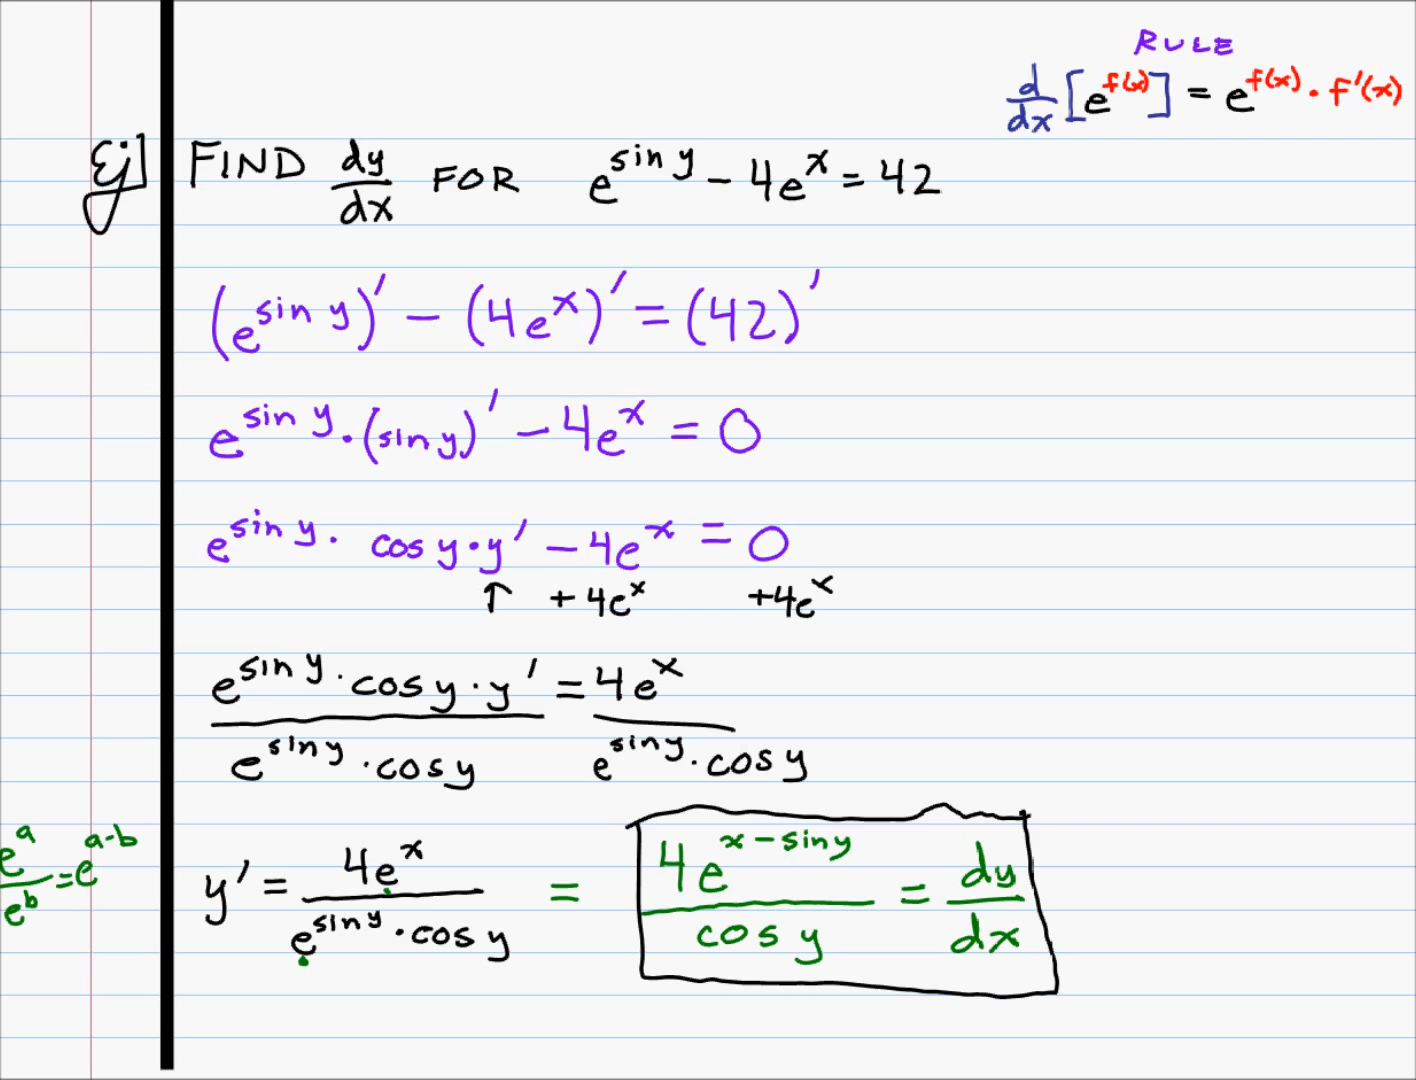 RULE
d/dx [e^f(x)] = e^f(x) · f'(x)
Ej] FIND dy/dx FOR e^sin y - 4e^x = 42
(e^sin y)' - (4e^x)' = (42)'
e^sin y · (sin y)' - 4e^x = 0
e^sin y · cos y · y' - 4e^x = 0
↑ + 4e^x +4e^x
e^sin y · cos y · y' = 4e^x
e^sin y · cos y e^sin y · cos y
e^a/e^b = e^a-b
y' = 4e^x/e^sin y · cos y = 4e^x-sin y/cos y = dy/dx